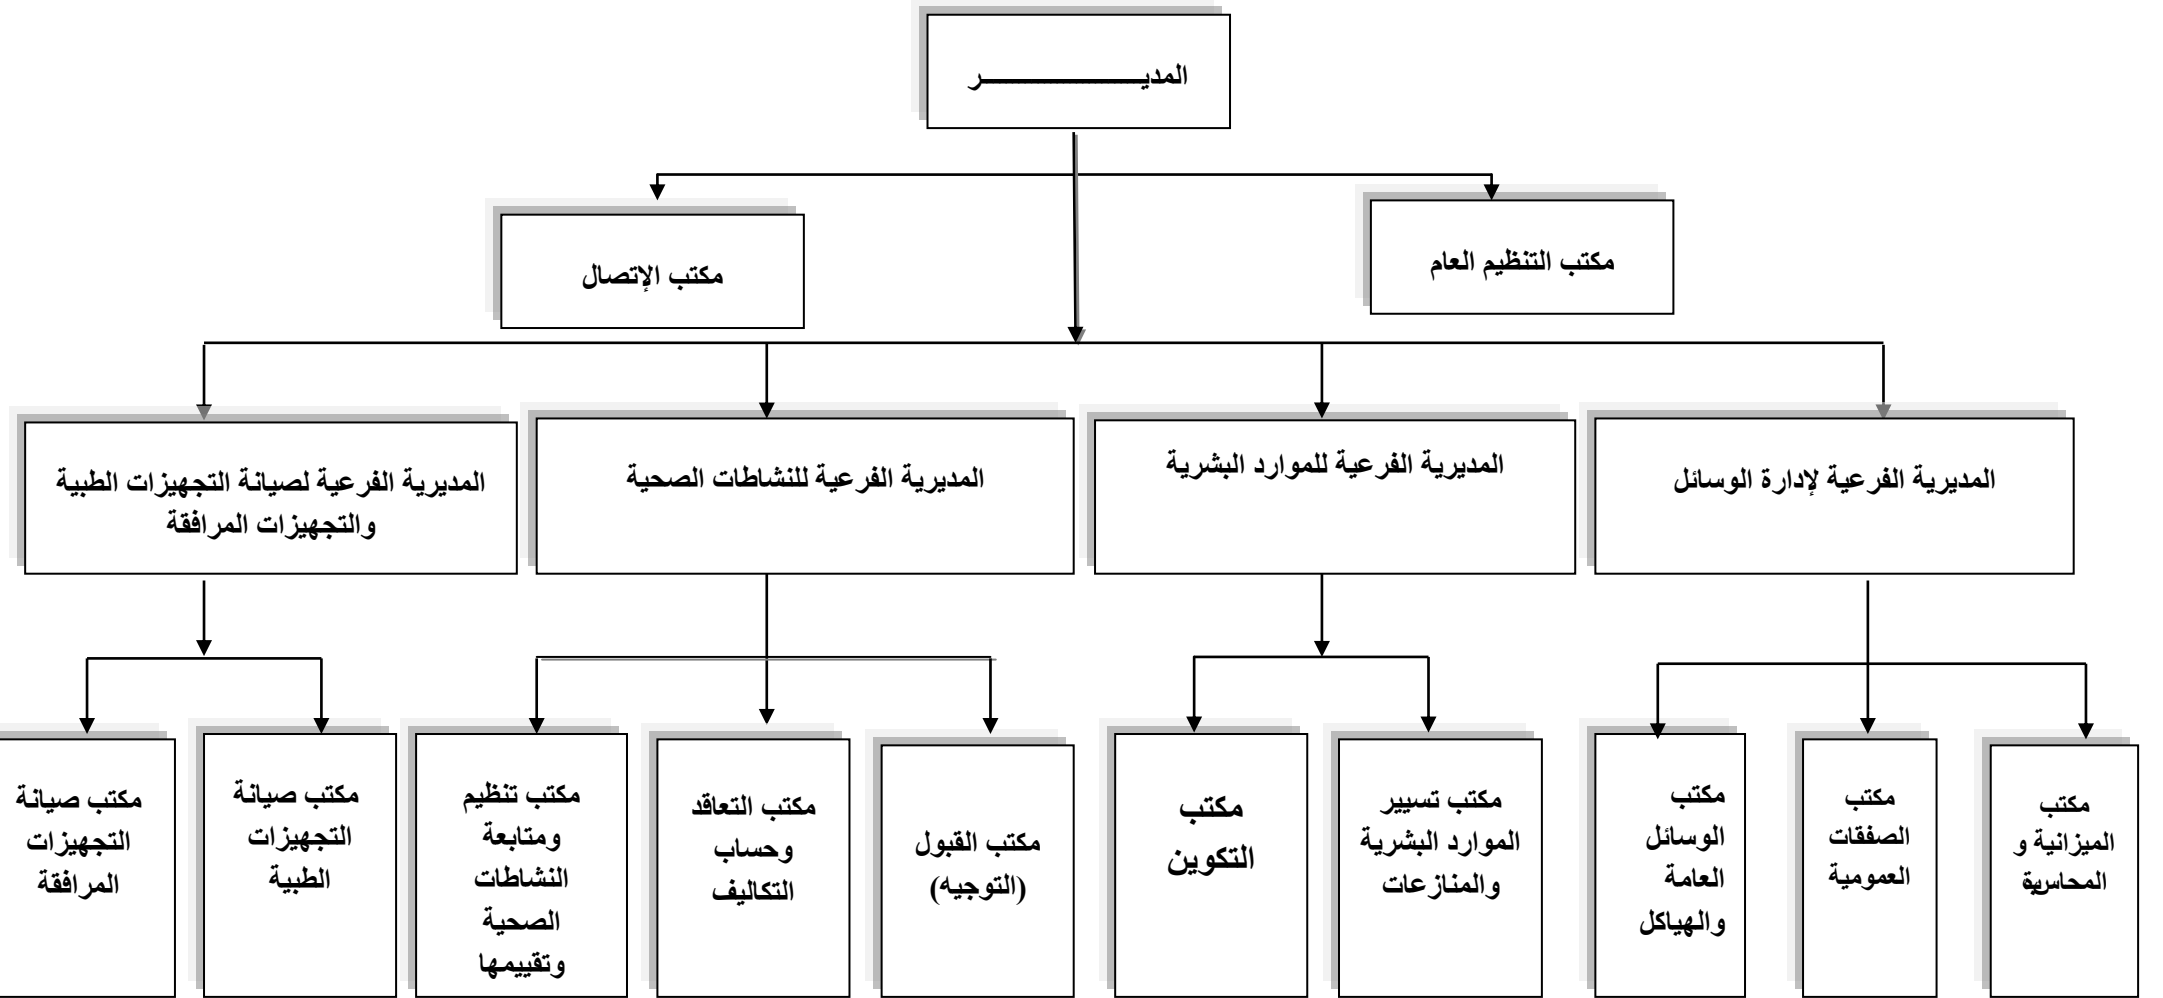 المديـــــــــــــــــــــر
مكتب التنظيم العام
مكتب الإتصال
المديرية الفرعية لإدارة الوسائل
المديرية الفرعية للموارد البشرية
المديرية الفرعية للنشاطات الصحية
المديرية الفرعية لصيانة التجهيزات الطبية
والتجهيزات المرافقة
مكتب
الميزانية و
المحاسبة
مكتب
الصفقات
العمومية
مكتب
الوسائل
العامة
والهياكل
مكتب تسيير
الموارد البشرية
والمنازعات
مكتب
التكوين
مكتب القبول
(التوجيه)
مكتب التعاقد
وحساب
التكاليف
مكتب تنظيم
ومتابعة
النشاطات
الصحية
وتقييمها
مكتب صيانة
التجهيزات
الطبية
مكتب صيانة
التجهيزات
المرافقة